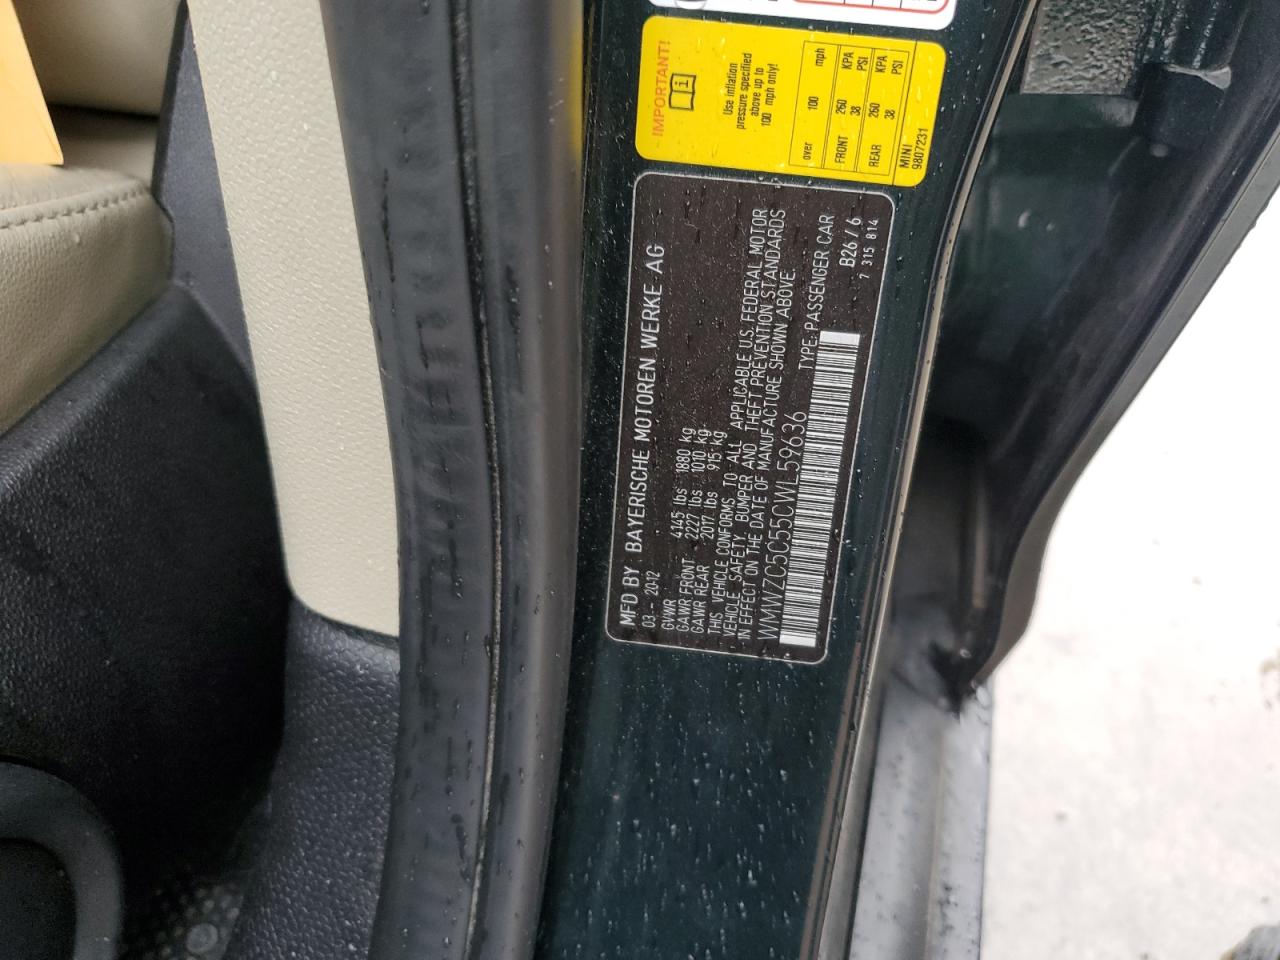 IMPORTANT!
i
Use inflation
pressure specified
above up to
100 mph only!
over 100 mph
FRONT 260 KPA
38 PSI
REAR 260 KPA
38 PSI
MINI
9807231
MFD BY BAYERISCHE MOTOREN WERKE AG
03 - 2012
GVWR 4145 lbs 1880 kg
GAWR FRONT 2227 lbs 1010 kg
GAWR REAR 2017 lbs 915 kg
THIS VEHICLE CONFORMS TO ALL APPLICABLE U.S. FEDERAL MOTOR
VEHICLE SAFETY, BUMPER AND THEFT PREVENTION STANDARDS
IN EFFECT ON THE DATE OF MANUFACTURE SHOWN ABOVE.
WMWZC5C55CWL59636 TYPE: PASSENGER CAR
B26 / 6
7 315 814